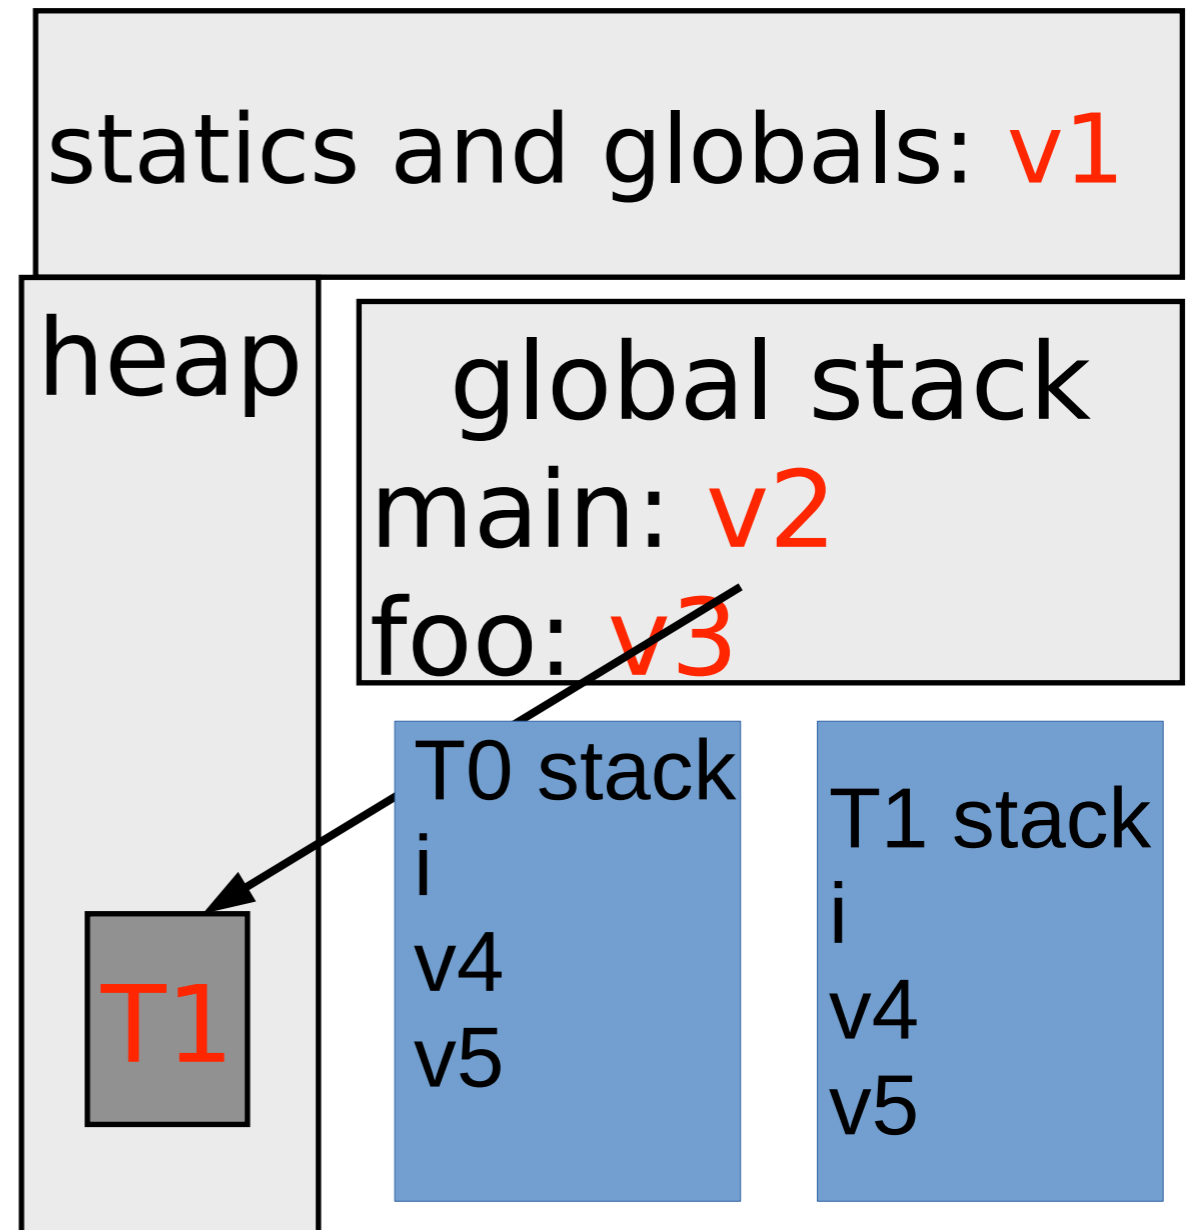 statics and globals: v1
heap
global stack
main: v2
foo: v3
T1
T0 stack
i
v4
v5
T1 stack
i
v4
v5